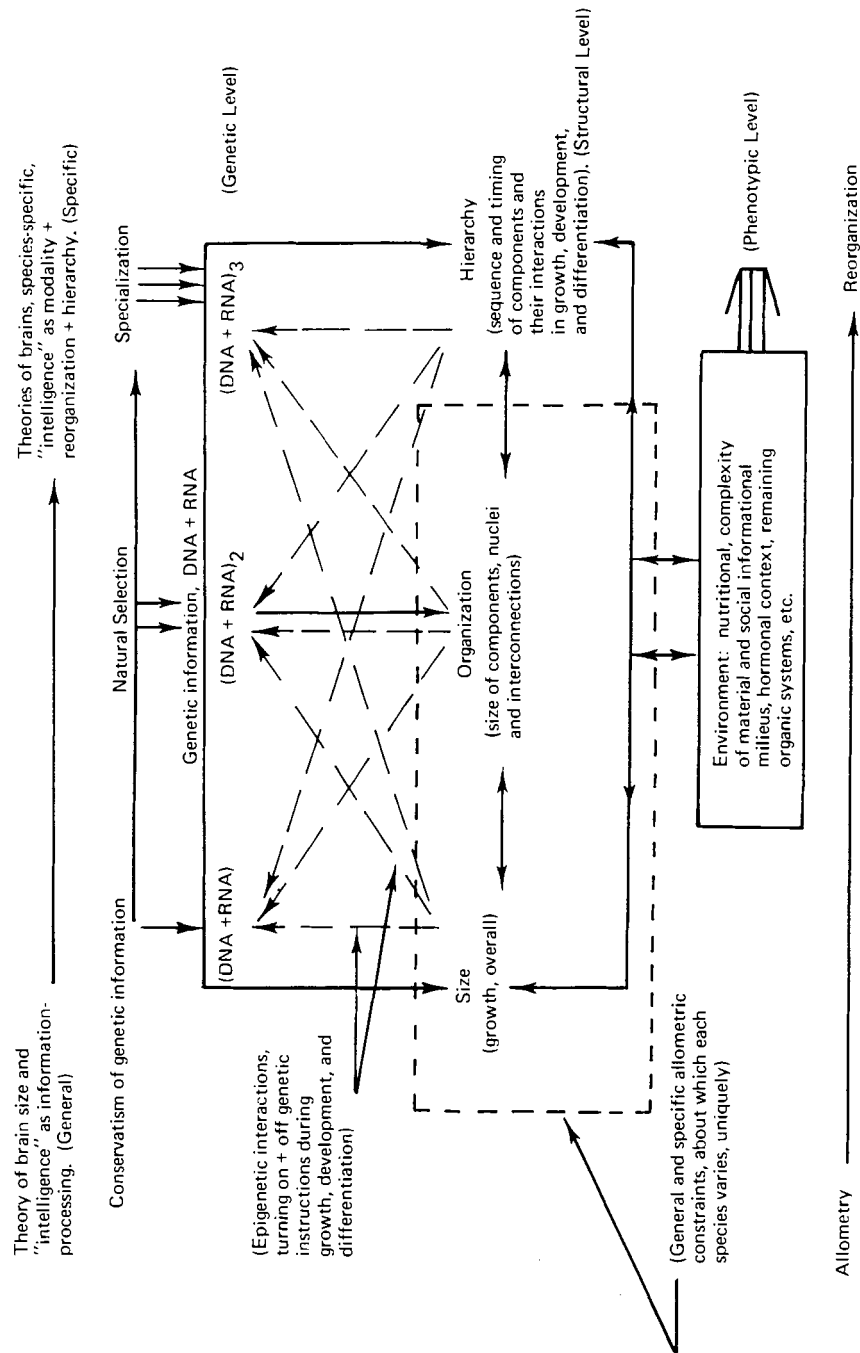 Theory of brain size and
"intelligence" as information-
processing. (General)
Theories of brains, species-specific,
"intelligence" as modality +
reorganization + hierarchy. (Specific)
Conservatism of genetic information
Natural Selection
Specialization
Genetic information, DNA + RNA
(Genetic Level)
(DNA +RNA)
(DNA + RNA)2
(DNA + RNA)3
(Epigenetic interactions,
turning on + off genetic
instructions during
growth, development, and
differentiation)
Size
(growth, overall)
Organization
(size of components, nuclei
and interconnections)
Hierarchy
(sequence and timing
of components and
their interactions
in growth, development,
and differentiation). (Structural Level)
(General and specific allometric
constraints, about which each
species varies, uniquely)
Environment: nutritional, complexity
of material and social informational
milieus, hormonal context, remaining
organic systems, etc.
(Phenotypic Level)
Allometry
Reorganization